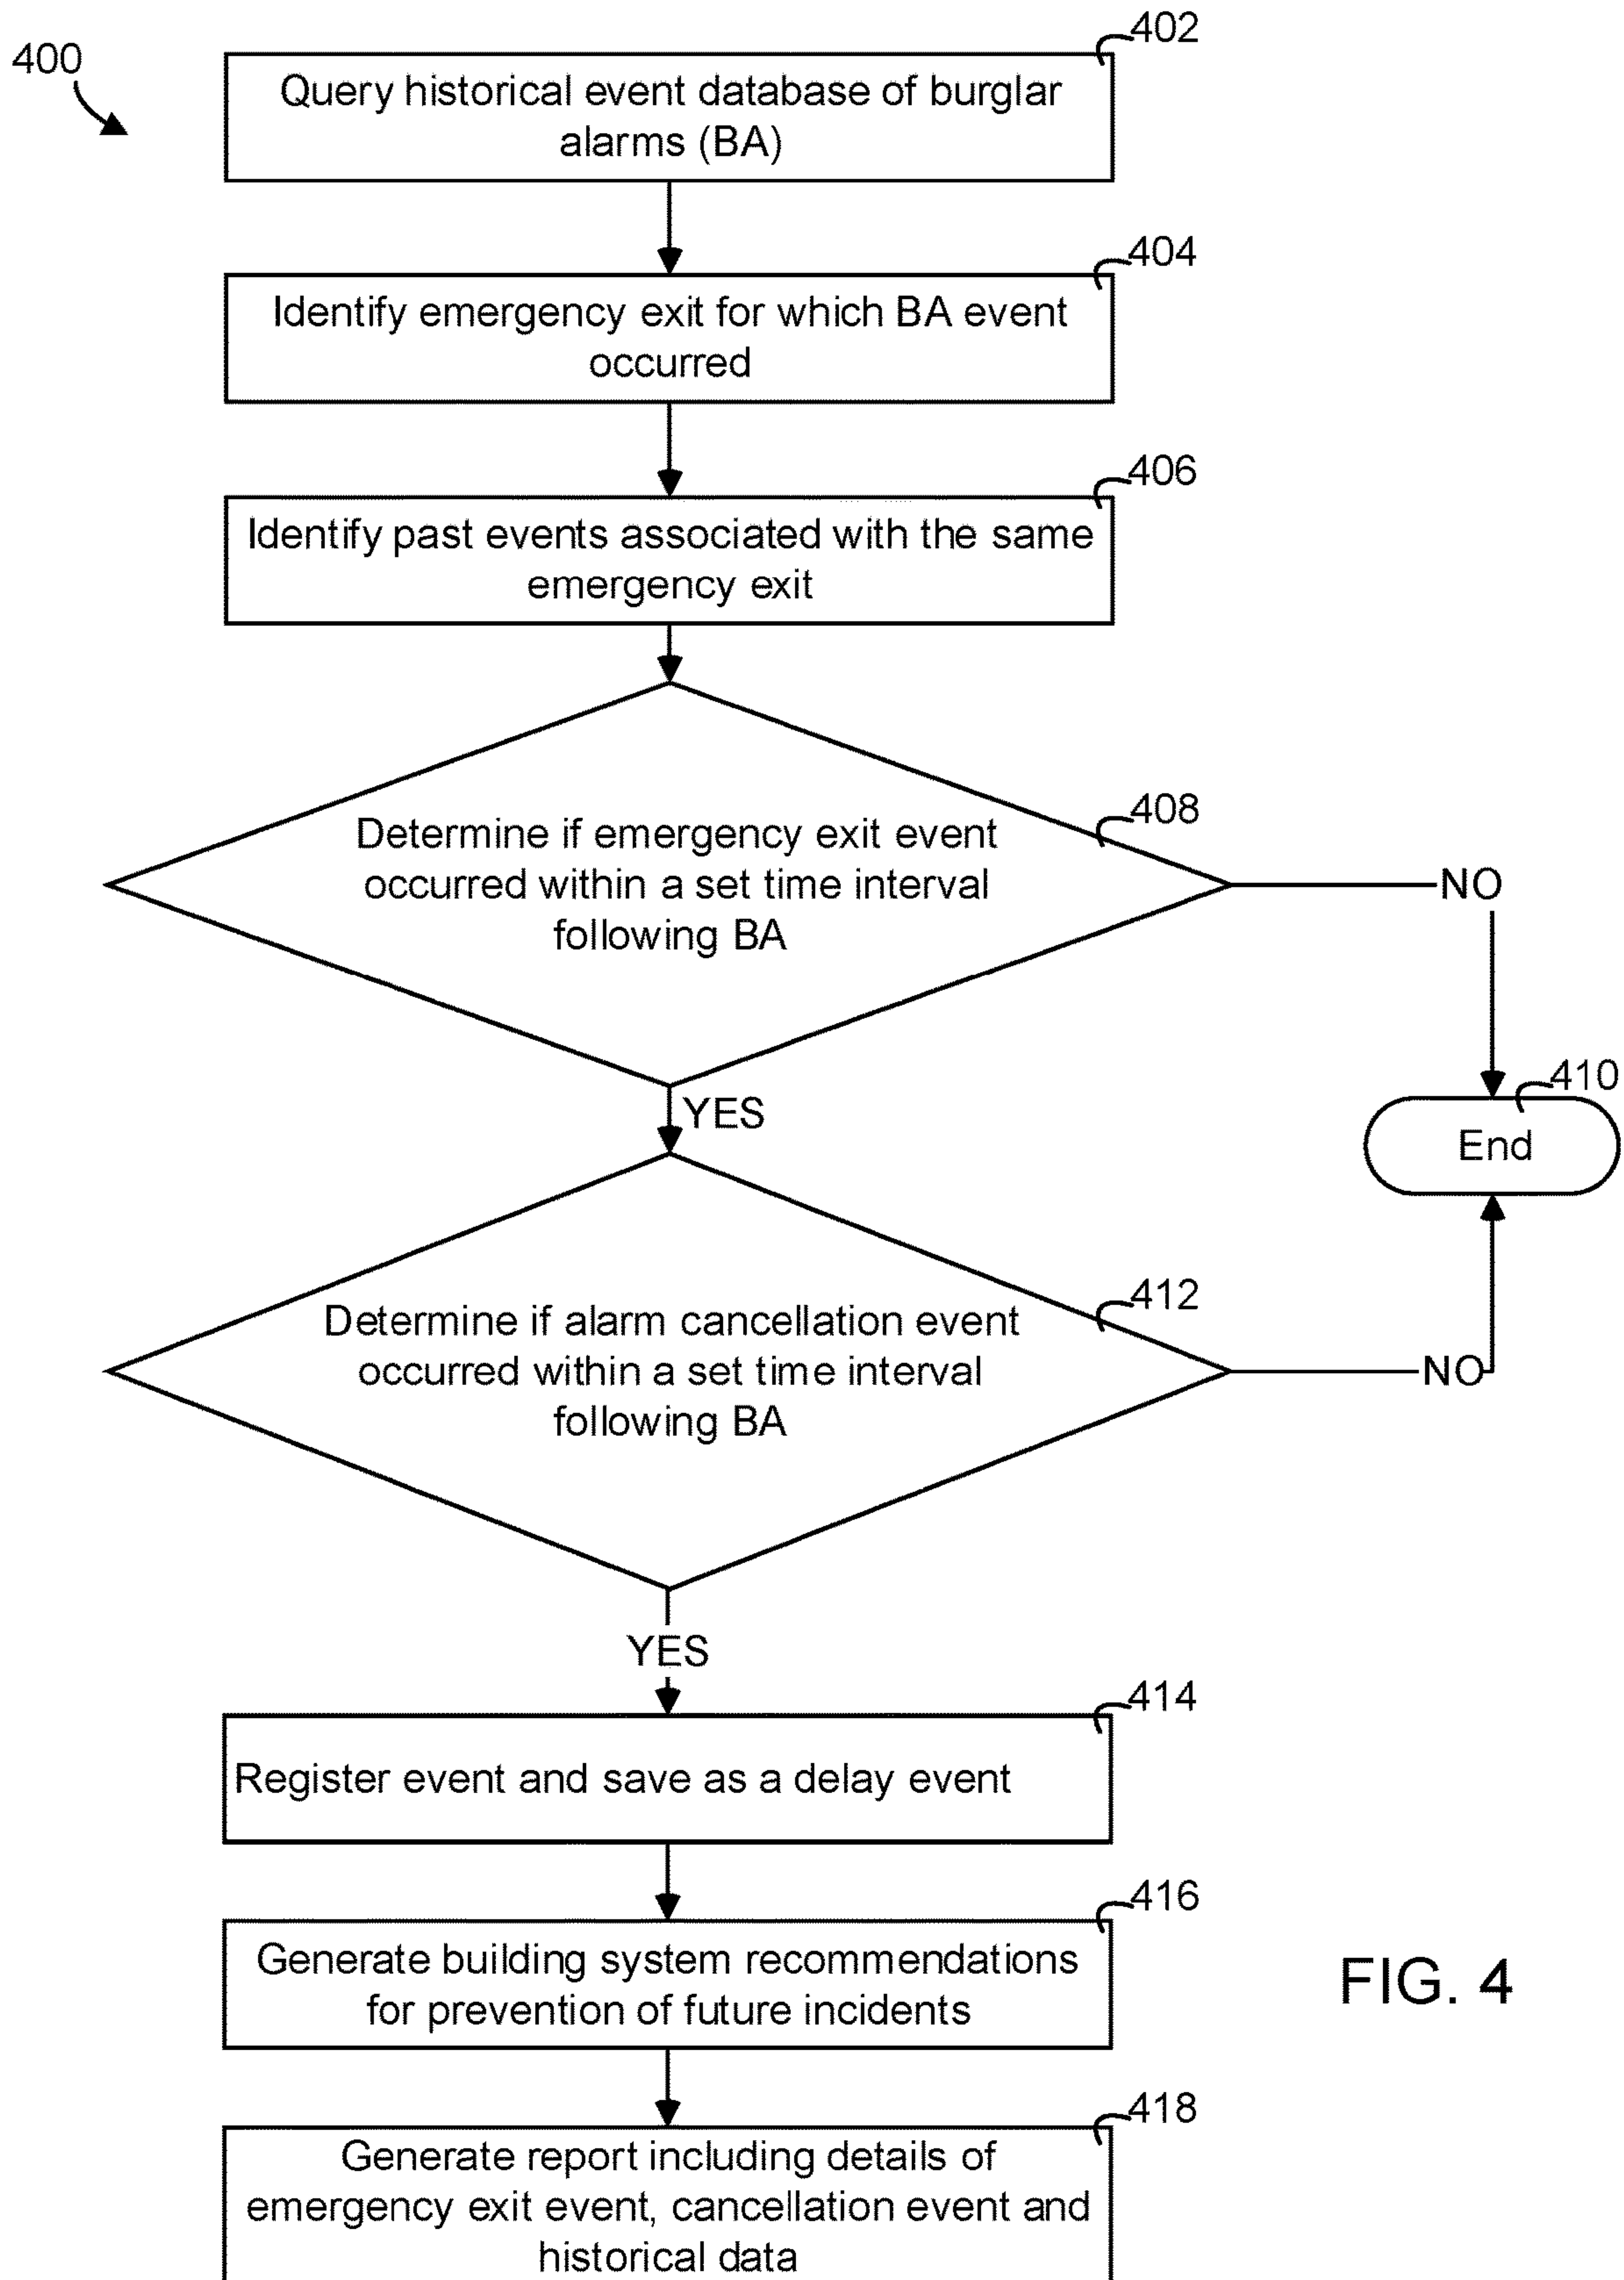 400
402
Query historical event database of burglar
alarms (BA)
404
Identify emergency exit for which BA event
occurred
406
Identify past events associated with the same
emergency exit
408
Determine if emergency exit event
occurred within a set time interval
following BA
NO
YES
410
End
412
Determine if alarm cancellation event
occurred within a set time interval
following BA
NO
YES
414
Register event and save as a delay event
416
Generate building system recommendations
for prevention of future incidents
FIG. 4
418
Generate report including details of
emergency exit event, cancellation event and
historical data